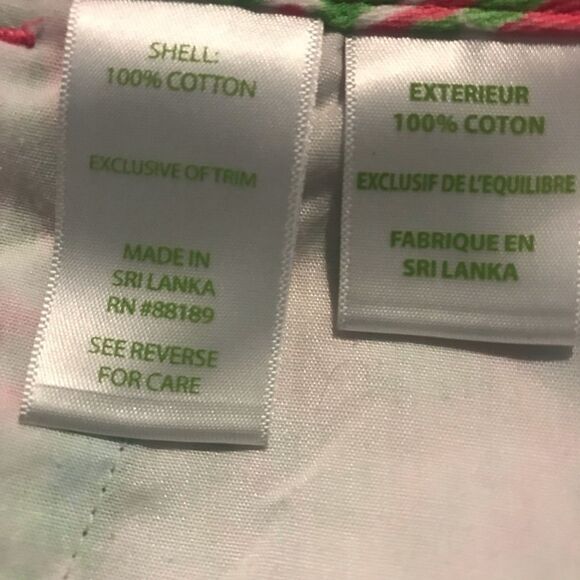 SHELL:
100% COTTON
EXCLUSIVE OF TRIM
MADE IN
SRI LANKA
RN #88189
SEE REVERSE
FOR CARE
EXTERIEUR
100% COTON
EXCLUSIF DE L'EQUILIBRE
FABRIQUE EN
SRI LANKA